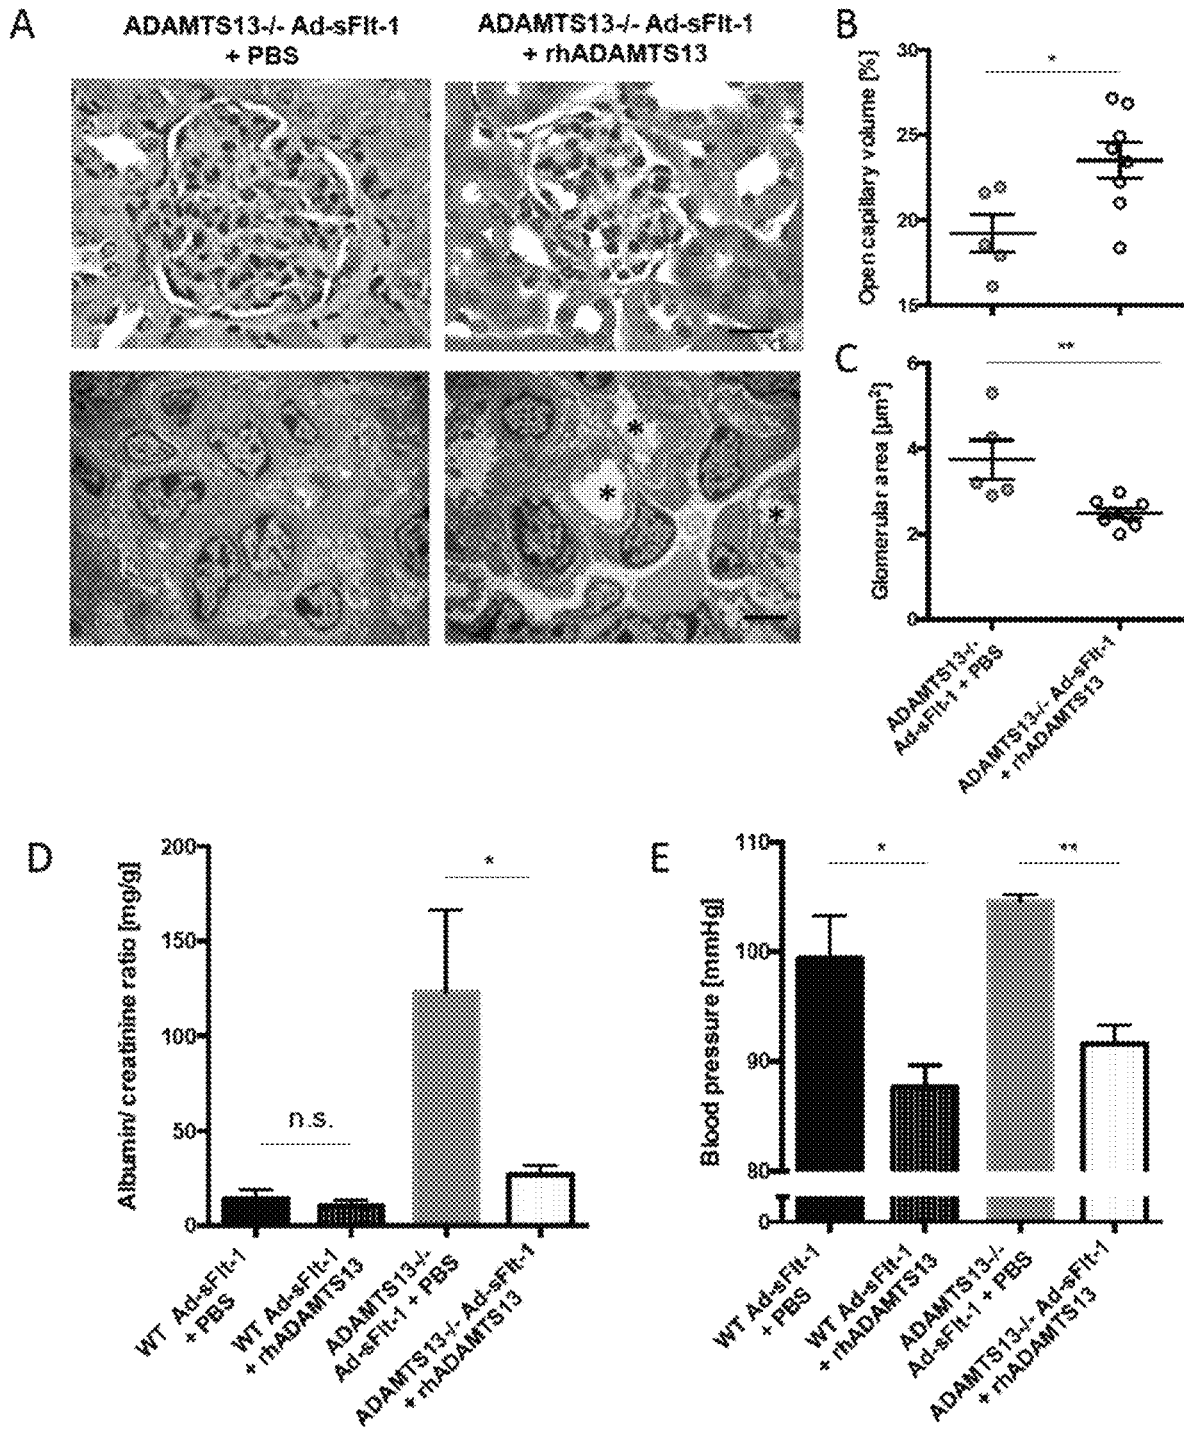 A
ADAMTS13-/- Ad-sFlt-1
+ PBS
ADAMTS13-/- Ad-sFlt-1
+ rhADAMTS13
*
*
*
B
Open capillary volume [%]
30
25
20
15
*
C
Glomerular area [µm²]
6
4
2
0
**
ADAMTS13-/-
Ad-sFlt-1 + PBS
ADAMTS13-/- Ad-sFlt-1
+ rhADAMTS13
D
Albumin/ creatinine ratio [mg/g]
200
150
100
50
0
n.s.
*
WT Ad-sFlt-1
+ PBS
WT Ad-sFlt-1
+ rhADAMTS13
ADAMTS13-/-
Ad-sFlt-1 + PBS
ADAMTS13-/- Ad-sFlt-1
+ rhADAMTS13
E
Blood pressure [mmHg]
110
100
90
80
0
*
**
WT Ad-sFlt-1
+ PBS
WT Ad-sFlt-1
+ rhADAMTS13
ADAMTS13-/-
Ad-sFlt-1 + PBS
ADAMTS13-/- Ad-sFlt-1
+ rhADAMTS13